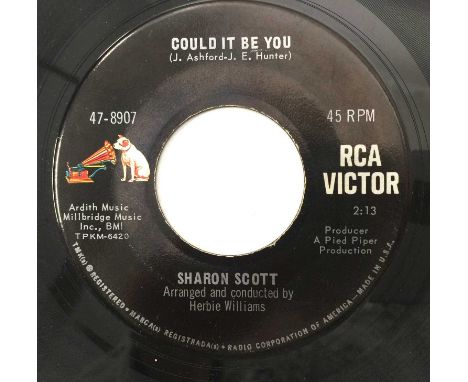 COULD IT BE YOU
(J. Ashford-J. E. Hunter)
47-8907
45 RPM
RCA
VICTOR
Ardith Music
Millbridge Music
Inc., BMI
TPKM-6420
2:13
Producer
A Pied Piper
Production
SHARON SCOTT
Arranged and conducted by
Herbie Williams
TMK(s) ® REGISTERED • MARCA(s) REGISTRADA(s) • RADIO CORPORATION OF AMERICA—MADE IN U.S.A.